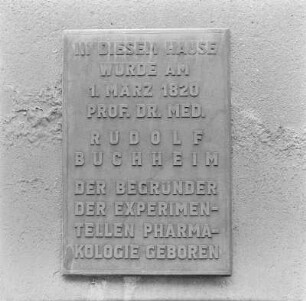 IN DIESEM HAUSE
WURDE AM
1. MÄRZ 1820
PROF. DR. MED.
RUDOLF
BUCHHEIM
DER BEGRÜNDER
DER EXPERIMEN-
TELLEN PHARMA-
KOLOGIE GEBOREN